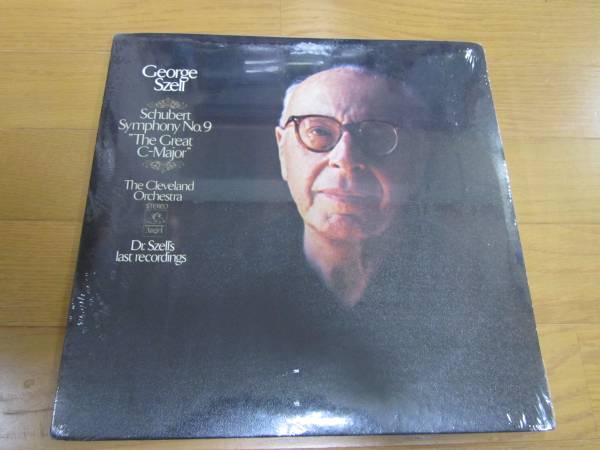 George
Szell
Schubert
Symphony No. 9
"The Great
C-Major"
The Cleveland
Orchestra
STEREO
Angel
Dr. Szell's
last recordings